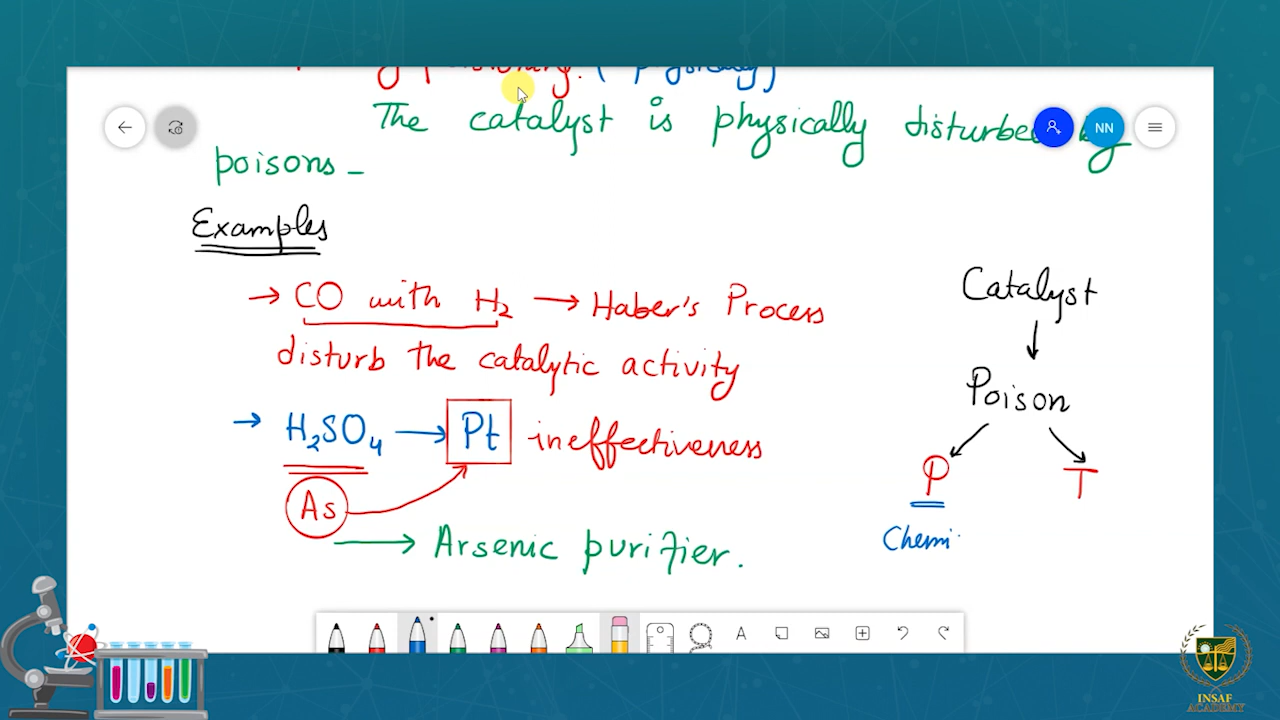 The catalyst is physically disturbed by
poisons -
NN
Examples
→ CO with H₂ → Haber's Process
disturb the catalytic activity
→ H₂SO₄ → Pt ineffectiveness
As
→ Arsenic purifier.
Catalyst
↓
Poison
P T
Chemi
A
INSAF
ACADEMY